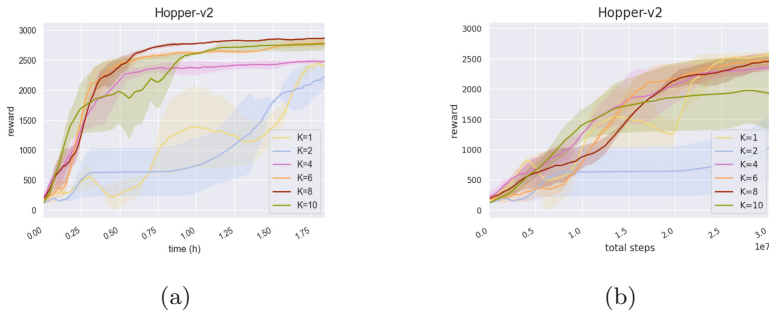 Hopper-v2
3000
2500
2000
1500
1000
500
0
reward
K=1
K=2
K=4
K=6
K=8
K=10
0.00
0.25
0.50
0.75
1.00
1.25
1.50
1.75
time (h)
(a)
Hopper-v2
3000
2500
2000
1500
1000
500
0
reward
K=1
K=2
K=4
K=6
K=8
K=10
0.0
0.5
1.0
1.5
2.0
2.5
3.0
1e7
total steps
(b)